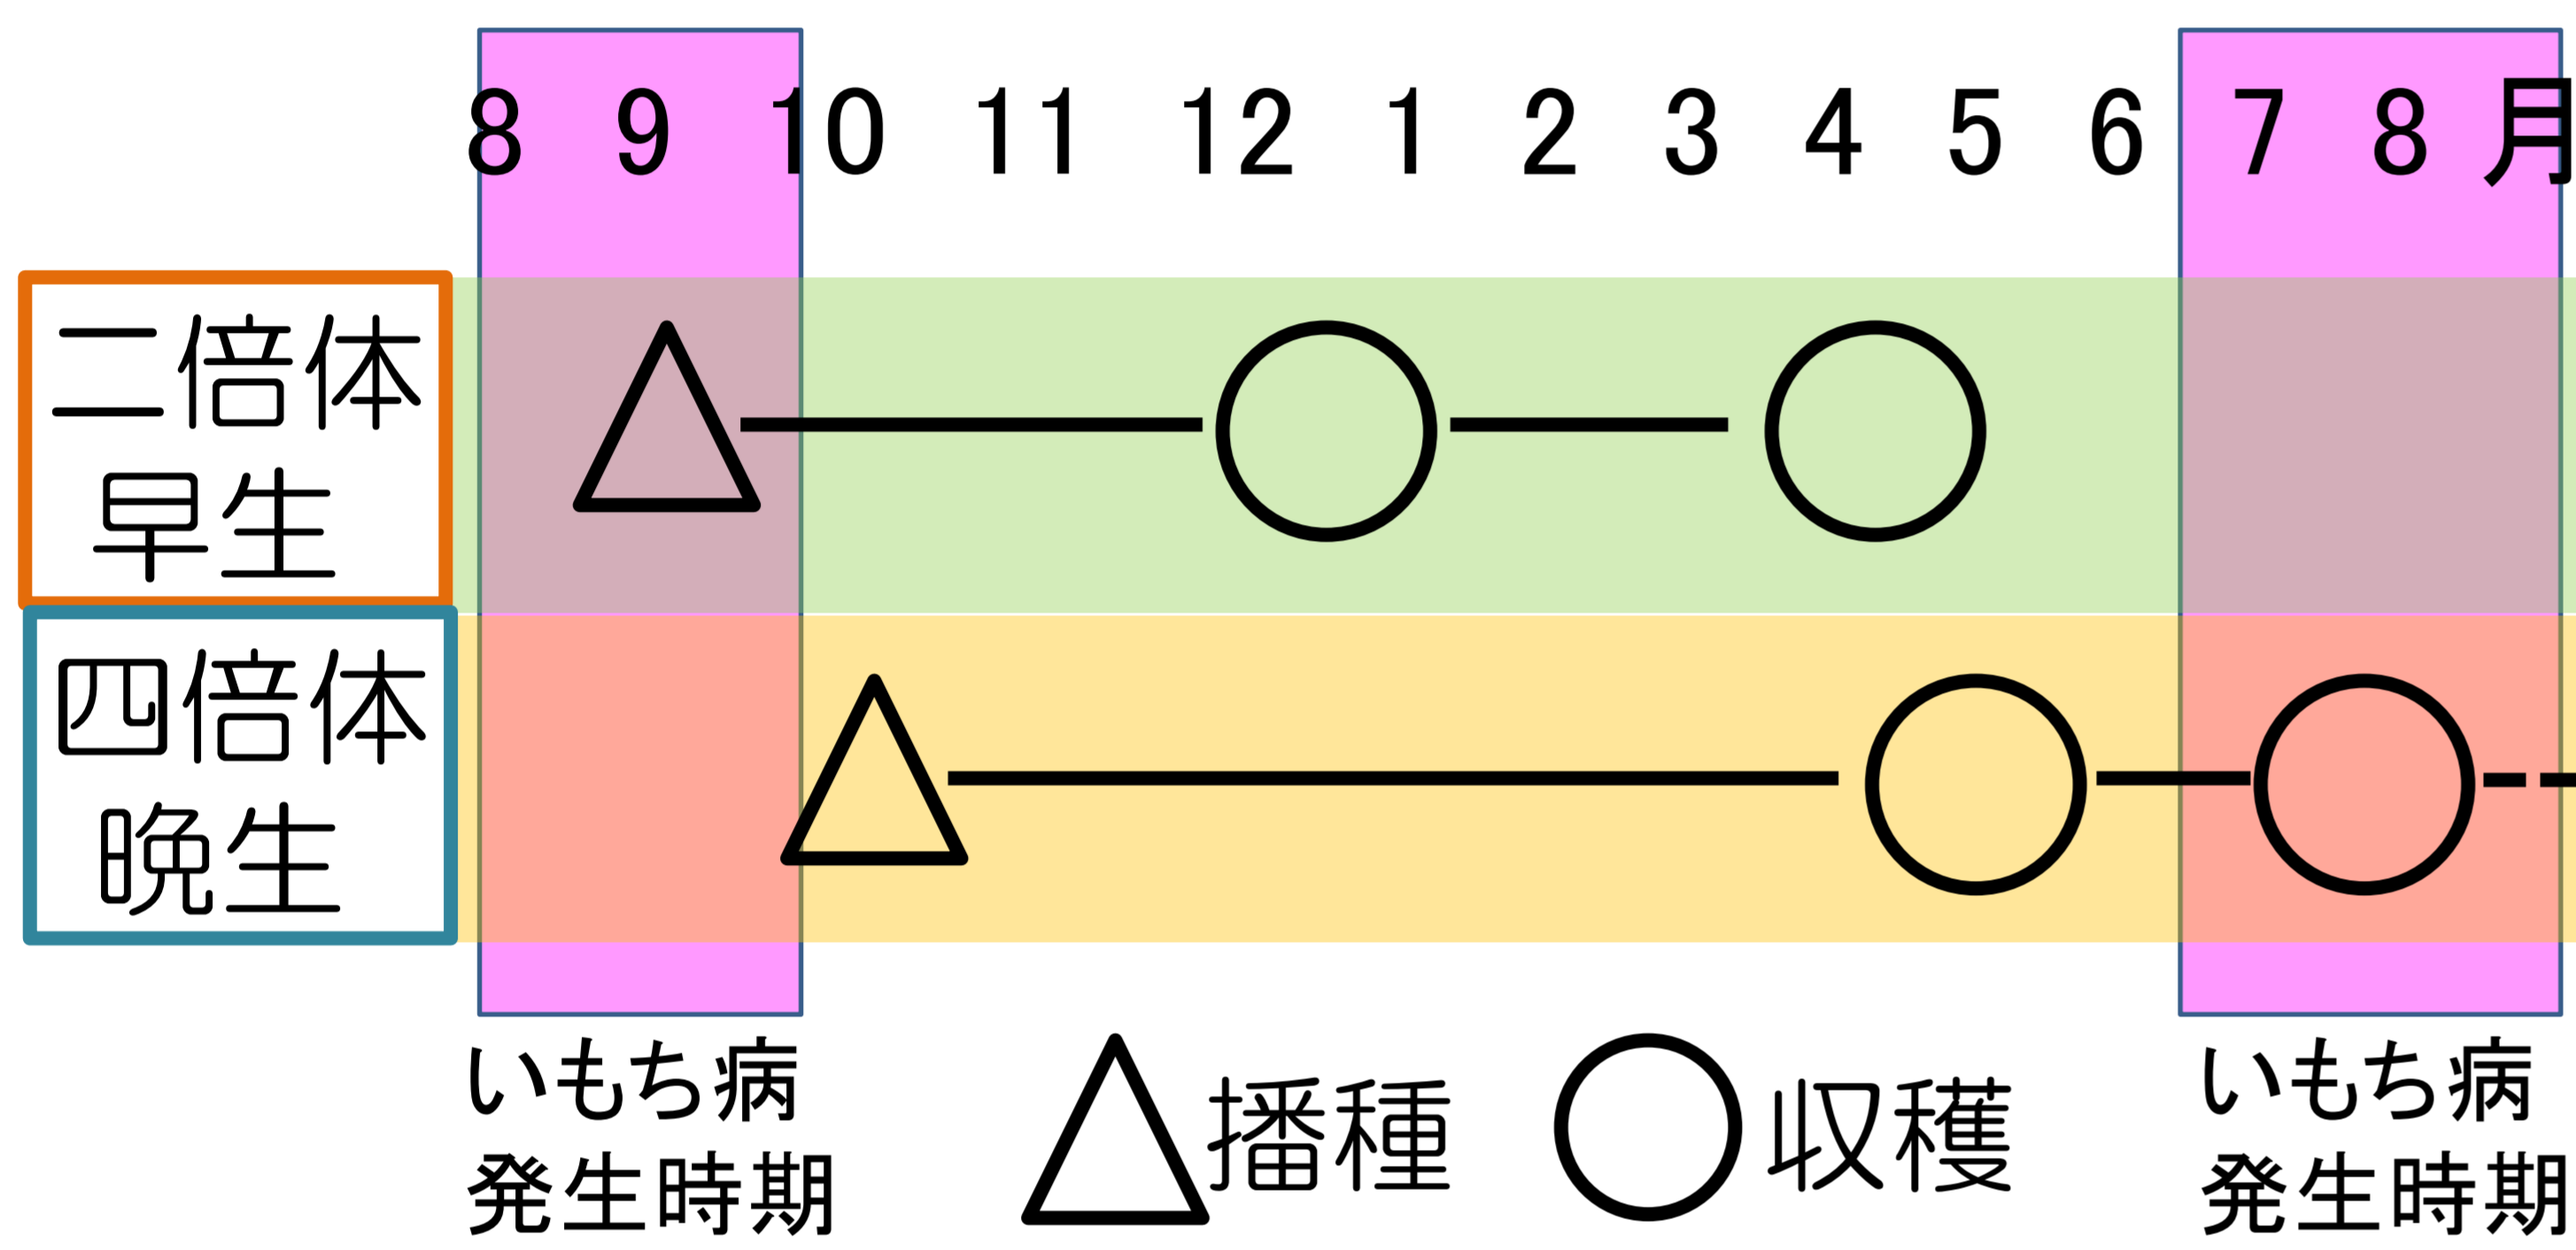 8 9 10 11 12 1 2 3 4 5 6 7 8 月
二倍体
早生
四倍体
晩生
いもち病
発生時期
播種
収穫
いもち病
発生時期